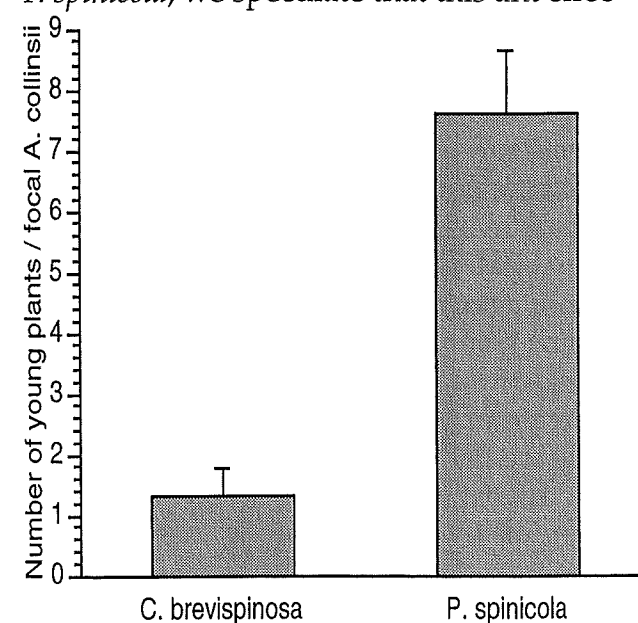 P. spinicola, we speculate that this ant
9
8
7
6
5
4
3
2
1
0
Number of young plants / focal A. collinsii
C. brevispinosa
P. spinicola